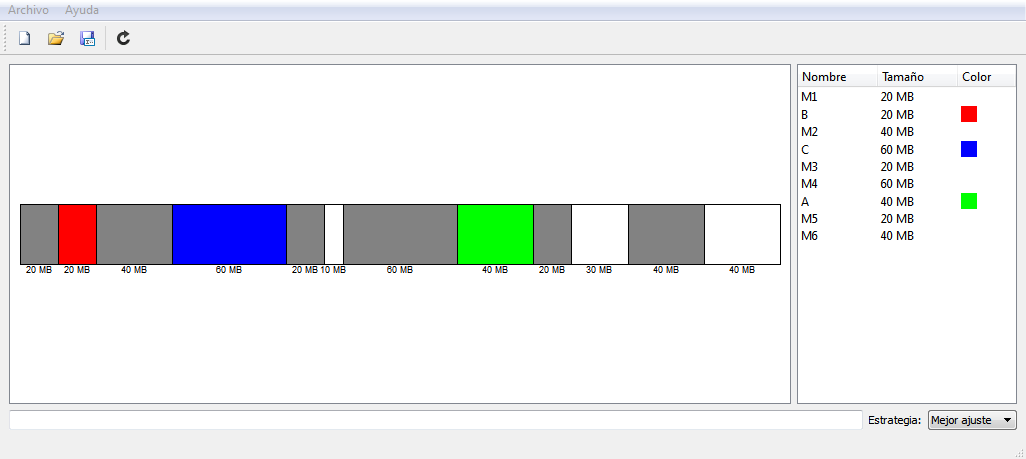 Archivo Ayuda
Nombre Tamaño Color
M1 20 MB
B 20 MB
M2 40 MB
C 60 MB
M3 20 MB
M4 60 MB
A 40 MB
M5 20 MB
M6 40 MB
20 MB 20 MB 40 MB 60 MB 20 MB 10 MB 60 MB 40 MB 20 MB 30 MB 40 MB 40 MB
Estrategia: Mejor ajuste